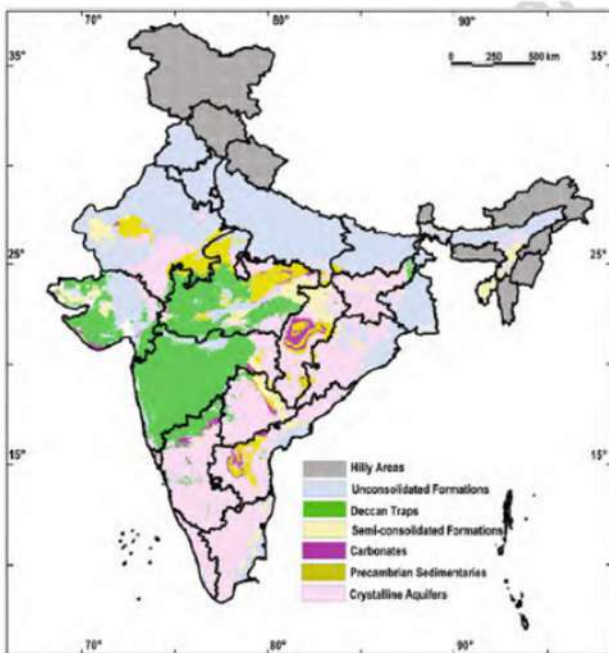 80° 90°
35° 0 250 500 km 35°
25° 25°
15° 15°
Hilly Areas
Unconsolidated Formations
Deccan Traps
Semi-consolidated Formations
Carbonates
Precambrian Sedimentaries
Crystalline Aquifers
70° 80° 90°